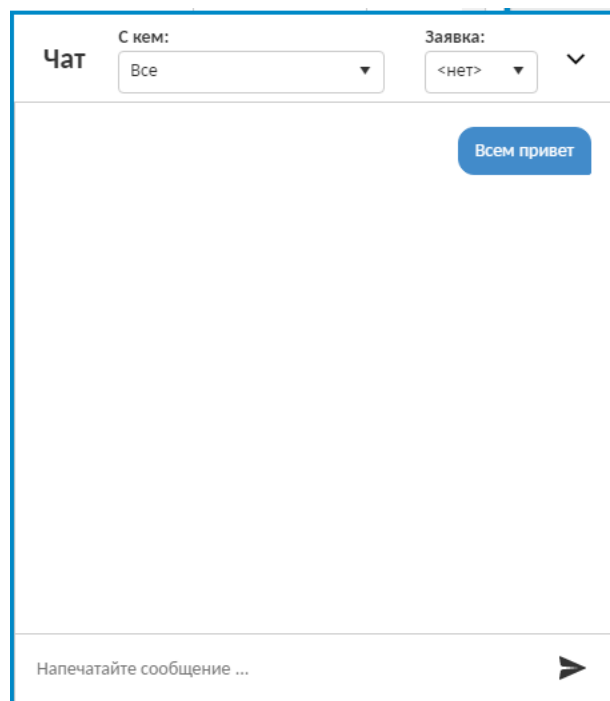 Чат
С кем:
Все
Заявка:
<нет>
Всем привет
Напечатайте сообщение ...